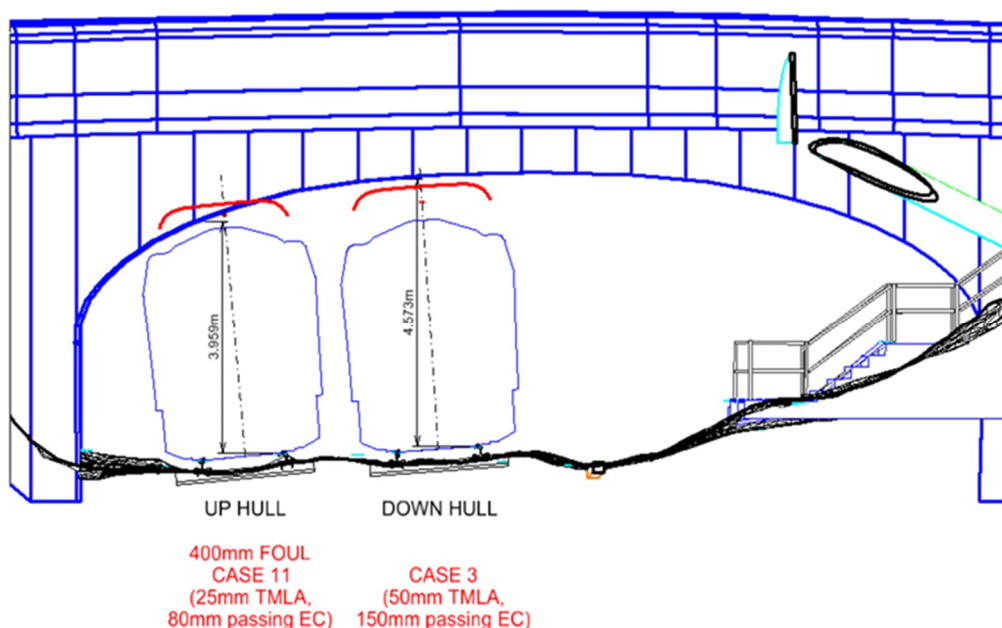 3.959m
4.573m
UP HULL
DOWN HULL
400mm FOUL
CASE 11
(25mm TMLA,
80mm passing EC)
CASE 3
(50mm TMLA,
150mm passing EC)